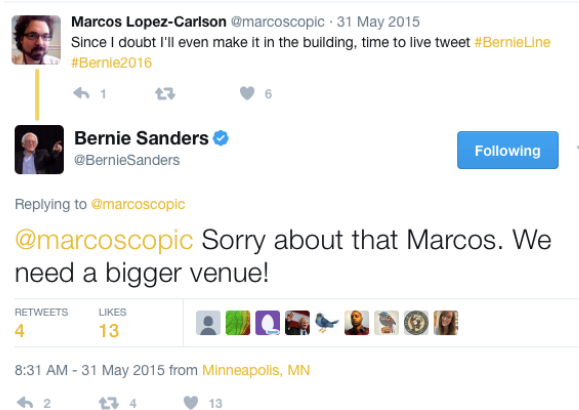 Marcos Lopez-Carlson @marcoscopic · 31 May 2015
Since I doubt I'll even make it in the building, time to live tweet #BernieLine
#Bernie2016
1
6
Bernie Sanders
@BernieSanders
Following
Replying to @marcoscopic
@marcoscopic Sorry about that Marcos. We
need a bigger venue!
RETWEETS LIKES
4 13
8:31 AM - 31 May 2015 from Minneapolis, MN
2 4 13